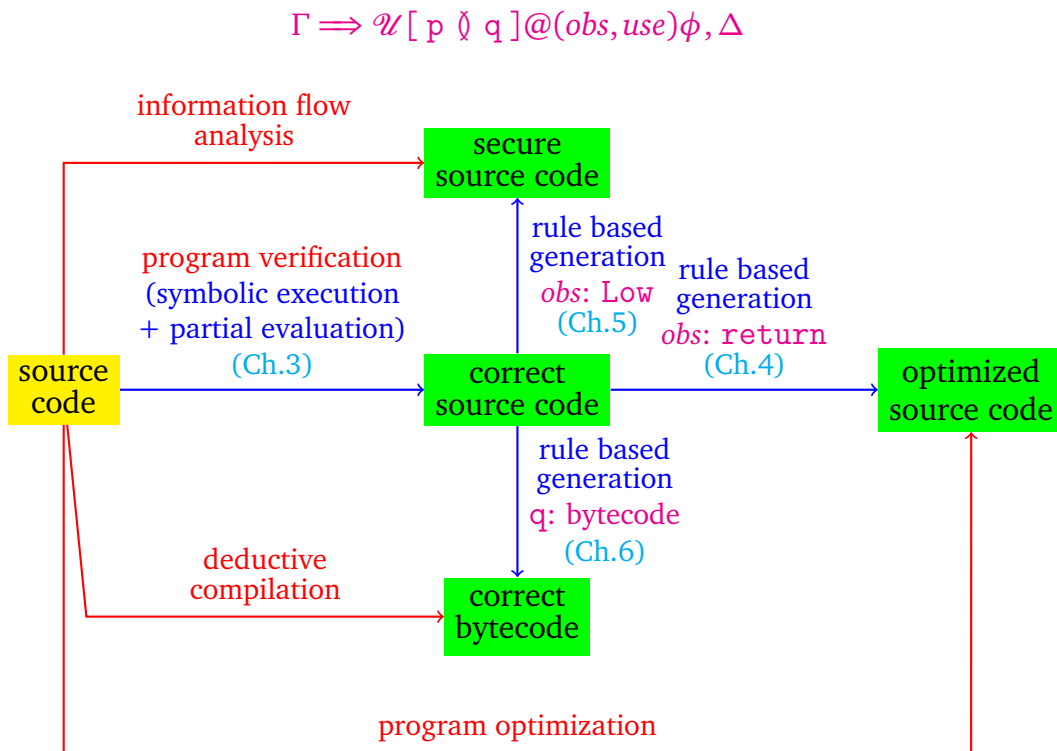 Γ ⟹ 𝒰[ p ≬ q ]@(obs, use)ϕ, Δ
information flow
analysis
secure
source code
rule based
generation
obs: Low
(Ch.5)
program verification
(symbolic execution
+ partial evaluation)
(Ch.3)
rule based
generation
obs: return
(Ch.4)
source
code
correct
source code
optimized
source code
rule based
generation
q: bytecode
(Ch.6)
deductive
compilation
correct
bytecode
program optimization